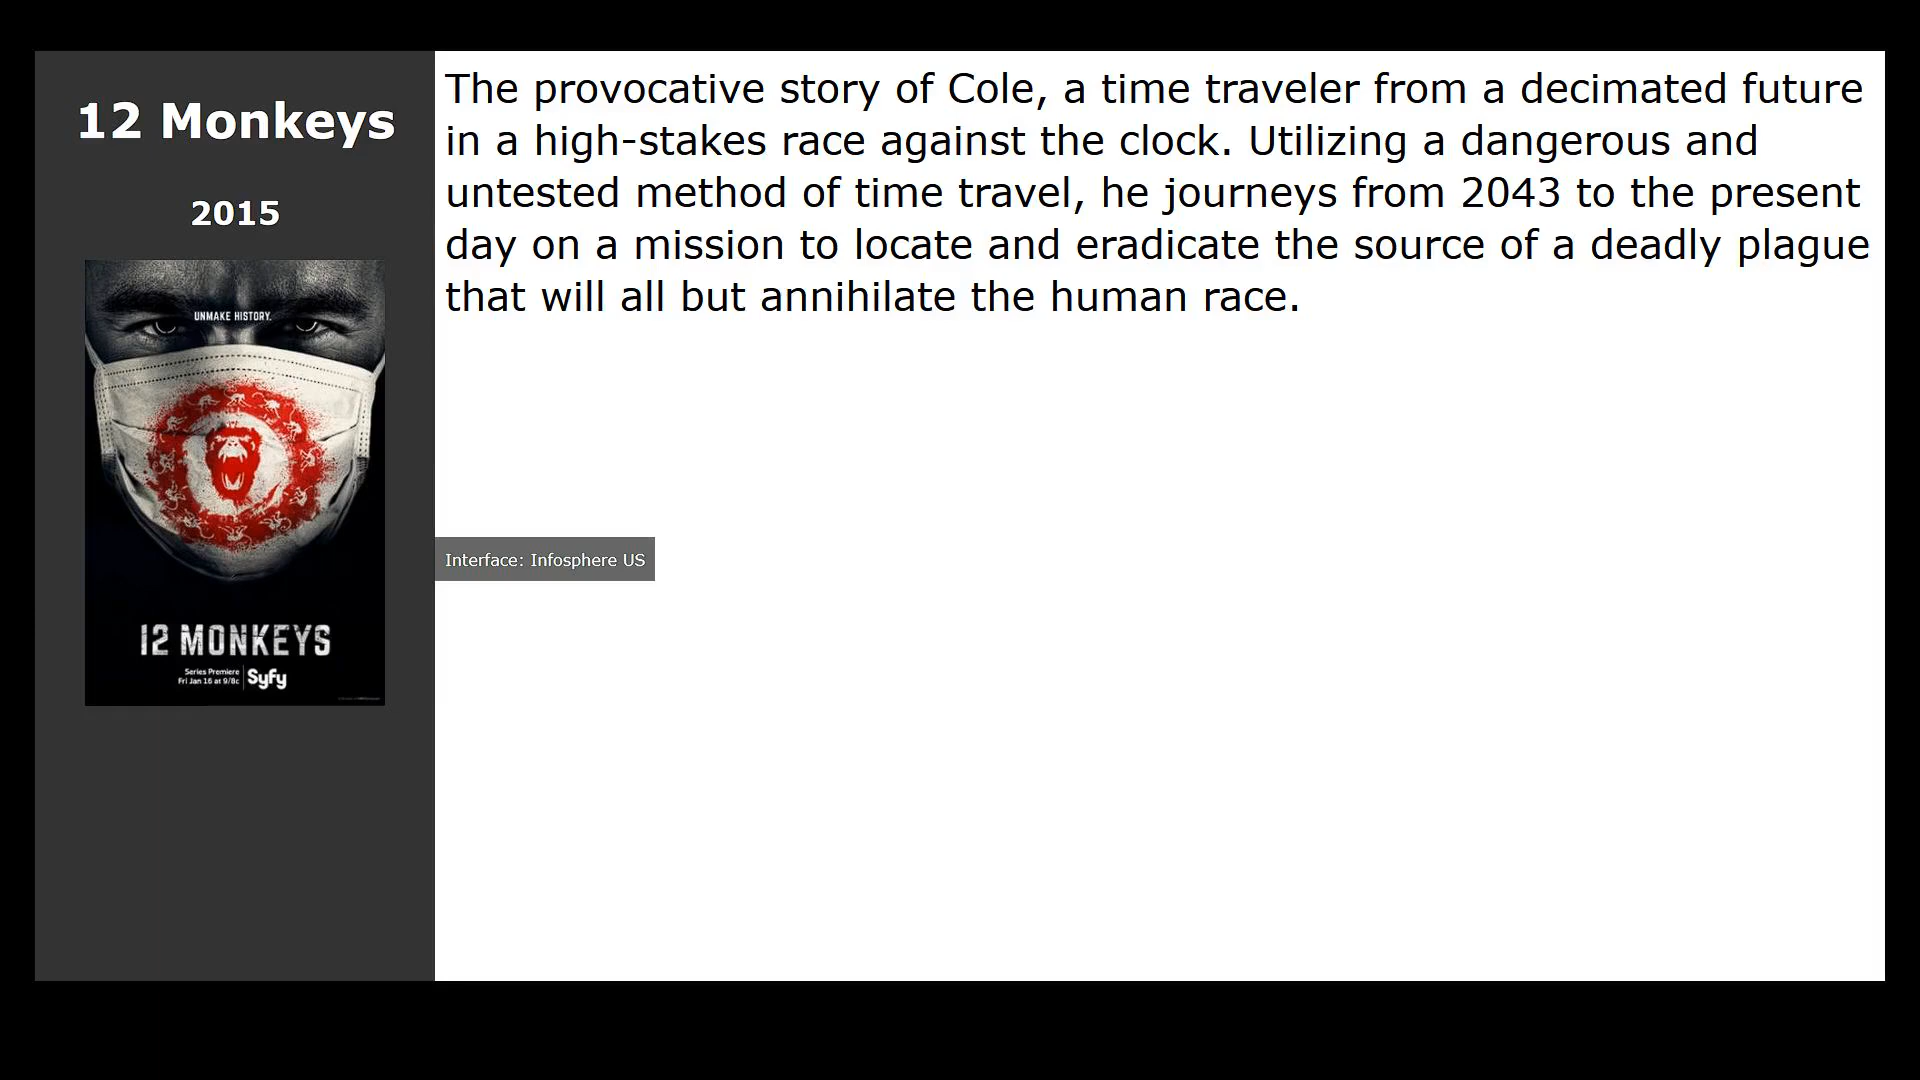 12 Monkeys
2015
UNMAKE HISTORY.
12 MONKEYS
Series Premiere
Fri Jan 16 at 9/8c
Syfy
The provocative story of Cole, a time traveler from a decimated future
in a high-stakes race against the clock. Utilizing a dangerous and
untested method of time travel, he journeys from 2043 to the present
day on a mission to locate and eradicate the source of a deadly plague
that will all but annihilate the human race.
Interface: Infosphere US